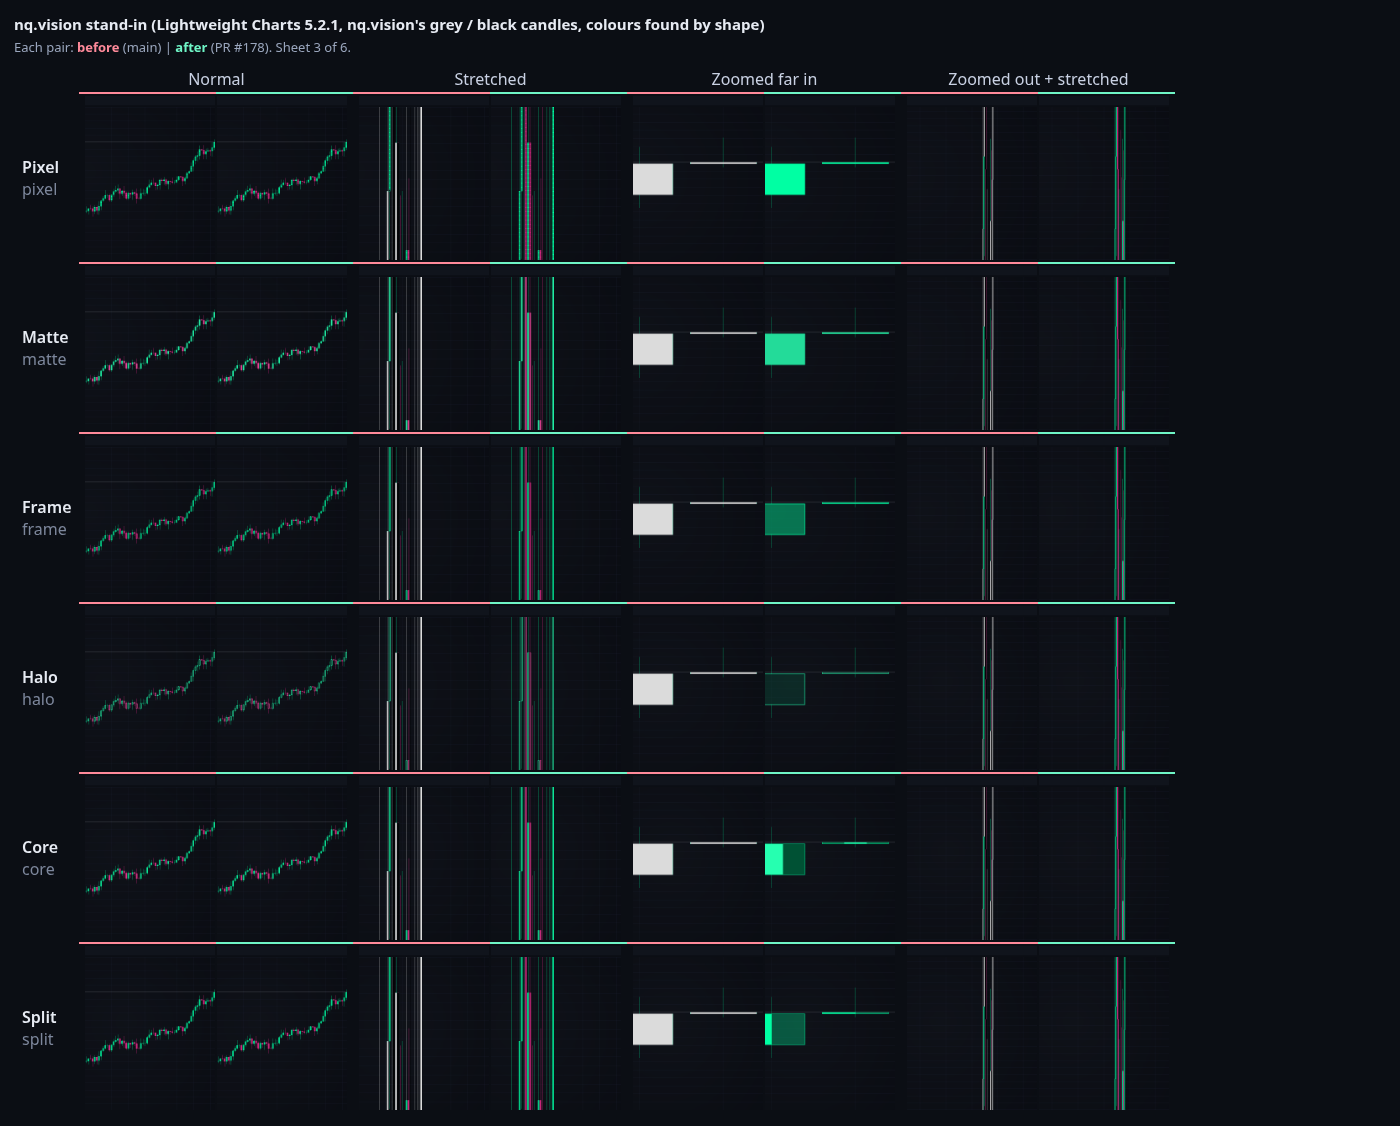 nq.vision stand-in (Lightweight Charts 5.2.1, nq.vision's grey / black candles, colours found by shape)
Each pair: before (main) | after (PR #178). Sheet 3 of 6.
Normal Stretched Zoomed far in Zoomed out + stretched
Pixel
pixel
Matte
matte
Frame
frame
Halo
halo
Core
core
Split
split